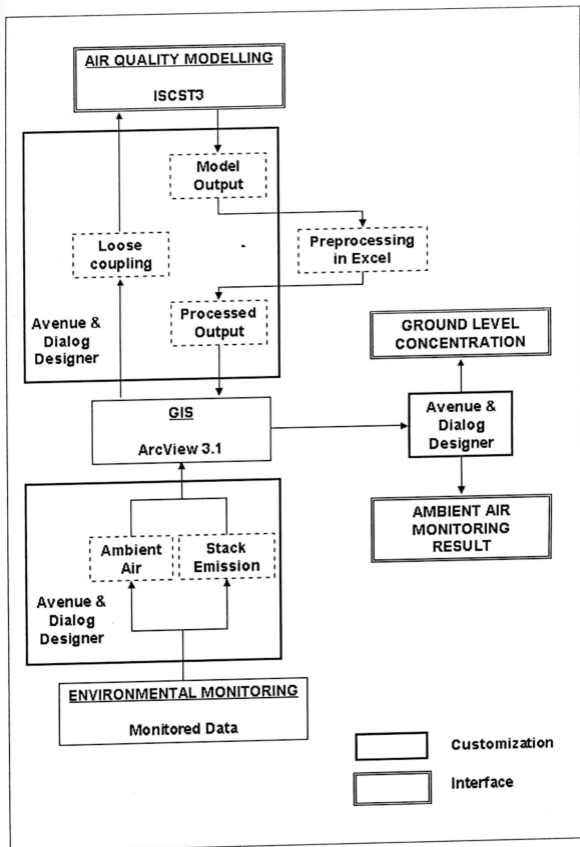 AIR QUALITY MODELLING
ISCST3
Model
Output
Loose
coupling
Preprocessing
in Excel
Processed
Output
Avenue &
Dialog
Designer
GROUND LEVEL
CONCENTRATION
GIS
ArcView 3.1
Avenue &
Dialog
Designer
Ambient
Air
Stack
Emission
AMBIENT AIR
MONITORING
RESULT
Avenue &
Dialog
Designer
ENVIRONMENTAL MONITORING
Monitored Data
Customization
Interface